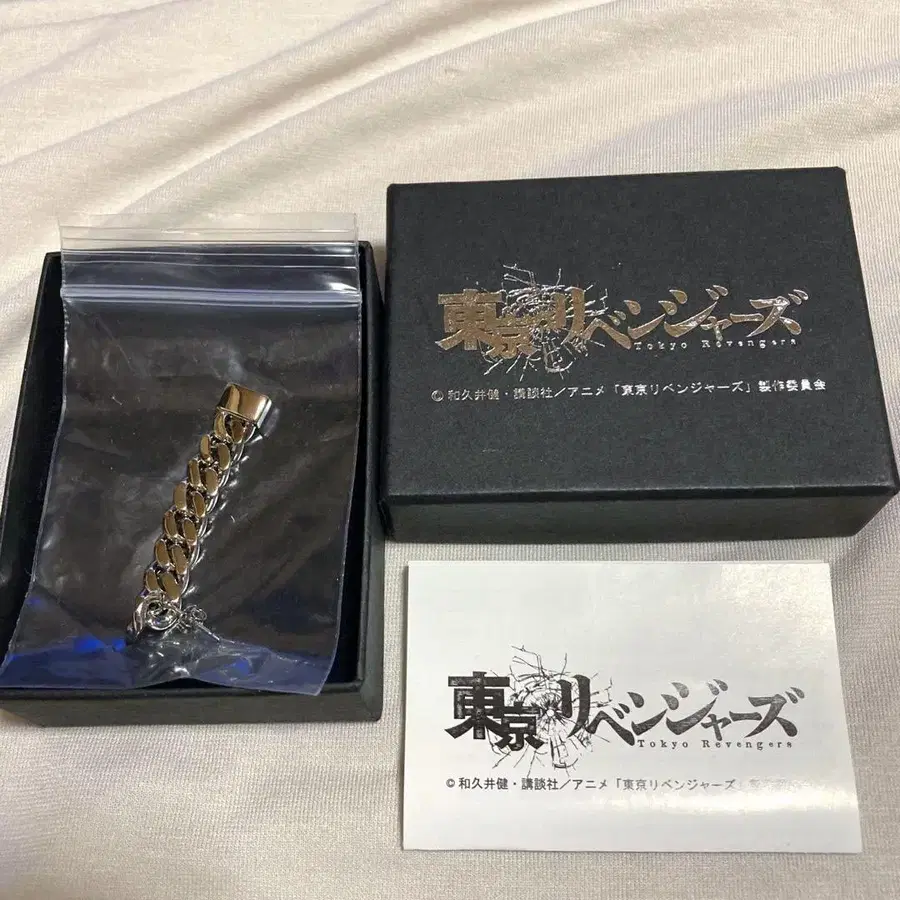 東京リベンジャーズ
Tokyo Revengers
© 和久井健・講談社／アニメ「東京リベンジャーズ」製作委員会
東京リベンジャーズ
Tokyo Revengers
© 和久井健・講談社／アニメ「東京リベンジャーズ」